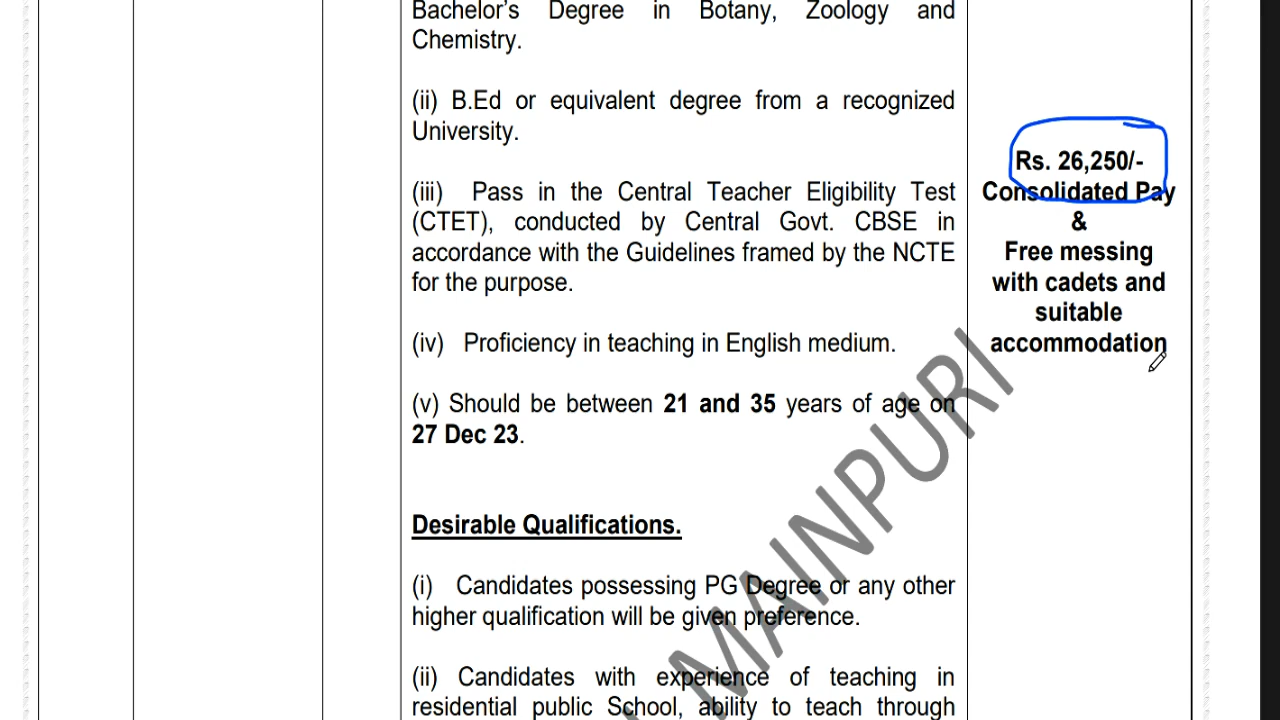 Bachelor's Degree in Botany, Zoology and
Chemistry.
(ii) B.Ed or equivalent degree from a recognized
University.
(iii) Pass in the Central Teacher Eligibility Test
(CTET), conducted by Central Govt. CBSE in
accordance with the Guidelines framed by the NCTE
for the purpose.
(iv) Proficiency in teaching in English medium.
(v) Should be between 21 and 35 years of age on
27 Dec 23.
Desirable Qualifications.
(i) Candidates possessing PG Degree or any other
higher qualification will be given preference.
(ii) Candidates with experience of teaching in
residential public School, ability to teach through
Rs. 26,250/-
Consolidated Pay
&
Free messing
with cadets and
suitable
accommodation
MAINPURI